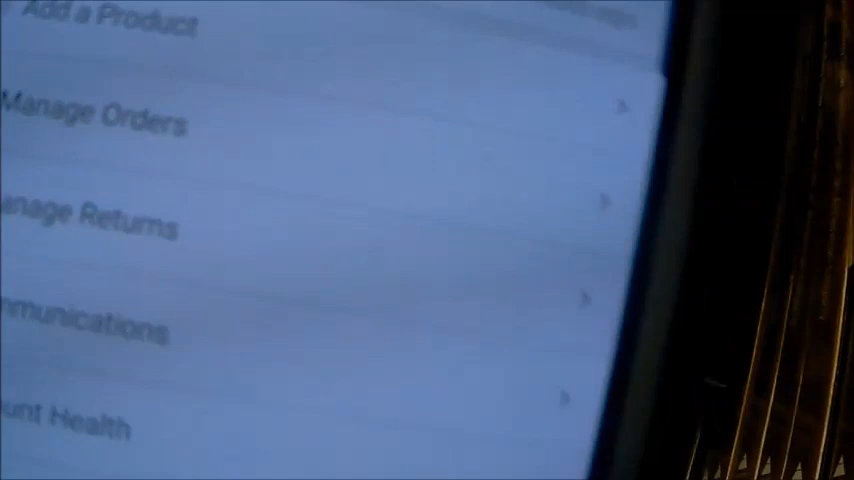 Add a Product
Manage Orders
anage Returns
mmunications
unt Health